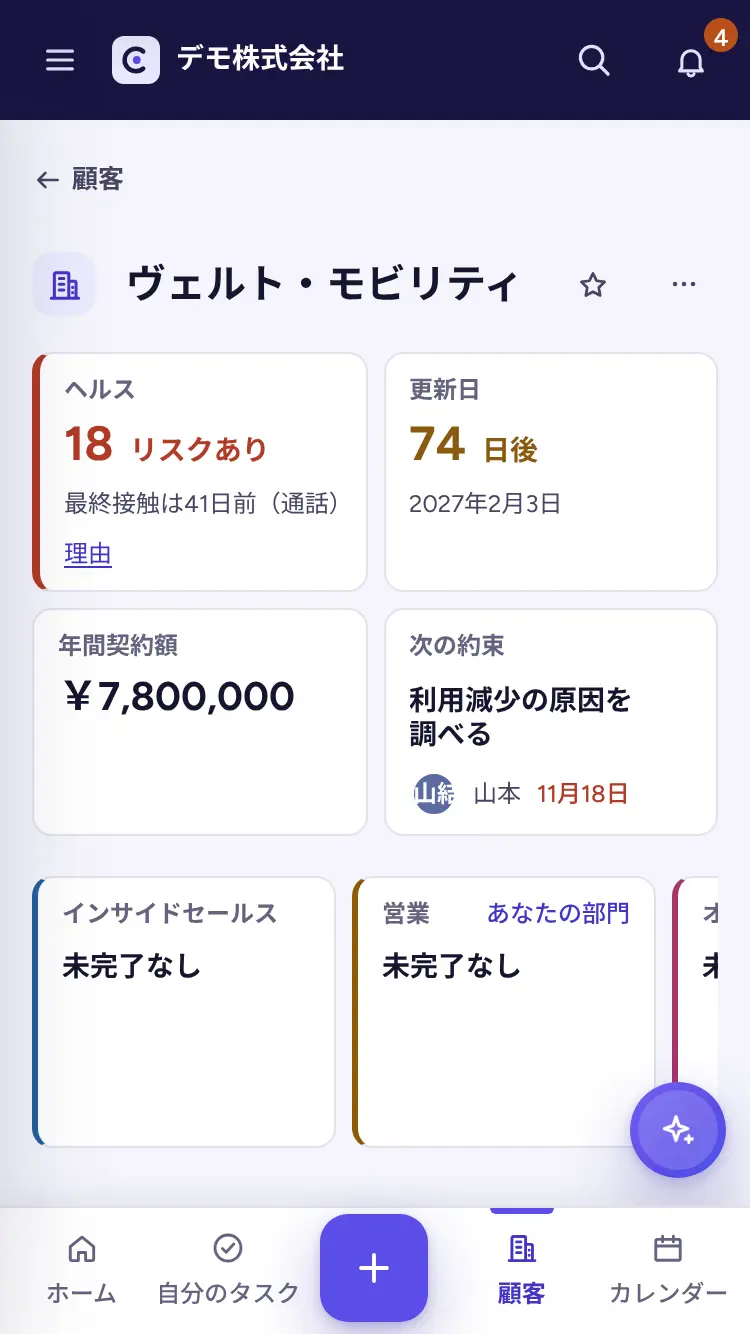 デモ株式会社
4
顧客
ヴェルト・モビリティ
ヘルス
18 リスクあり
最終接触は41日前（通話）
理由
更新日
74 日後
2027年2月3日
年間契約額
¥7,800,000
次の約束
利用減少の原因を
調べる
山結 山本 11月18日
インサイドセールス
未完了なし
営業 あなたの部門
未完了なし
ホーム
自分のタスク
顧客
カレンダー